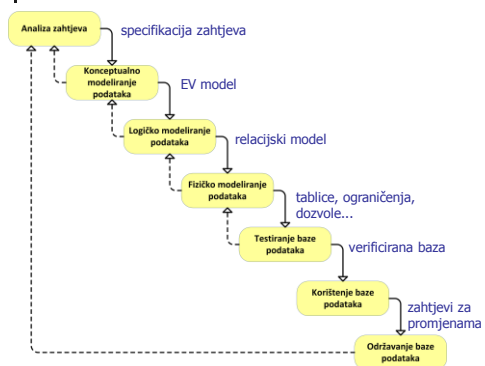 Analiza zahtjeva
specifikacija zahtjeva
Konceptualno
modeliranje
podataka
EV model
Logičko modeliranje
podataka
relacijski model
Fizičko modeliranje
podataka
tablice, ograničenja,
dozvole...
Testiranje baze
podataka
verificirana baza
Korištenje baze
podataka
zahtjevi za
promjenama
Održavanje baze
podataka